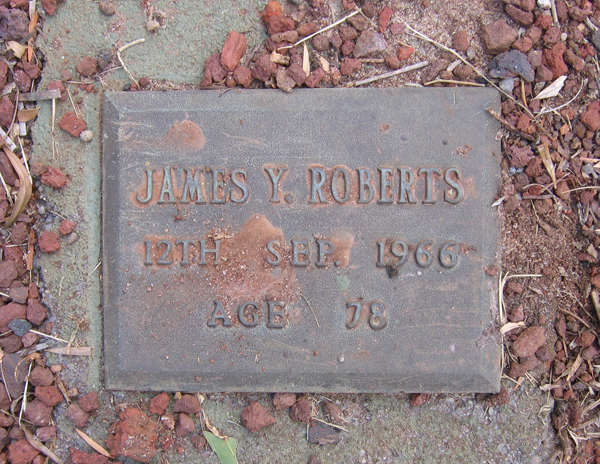 JAMES Y. ROBERTS
12TH SEP. 1966
AGE 78